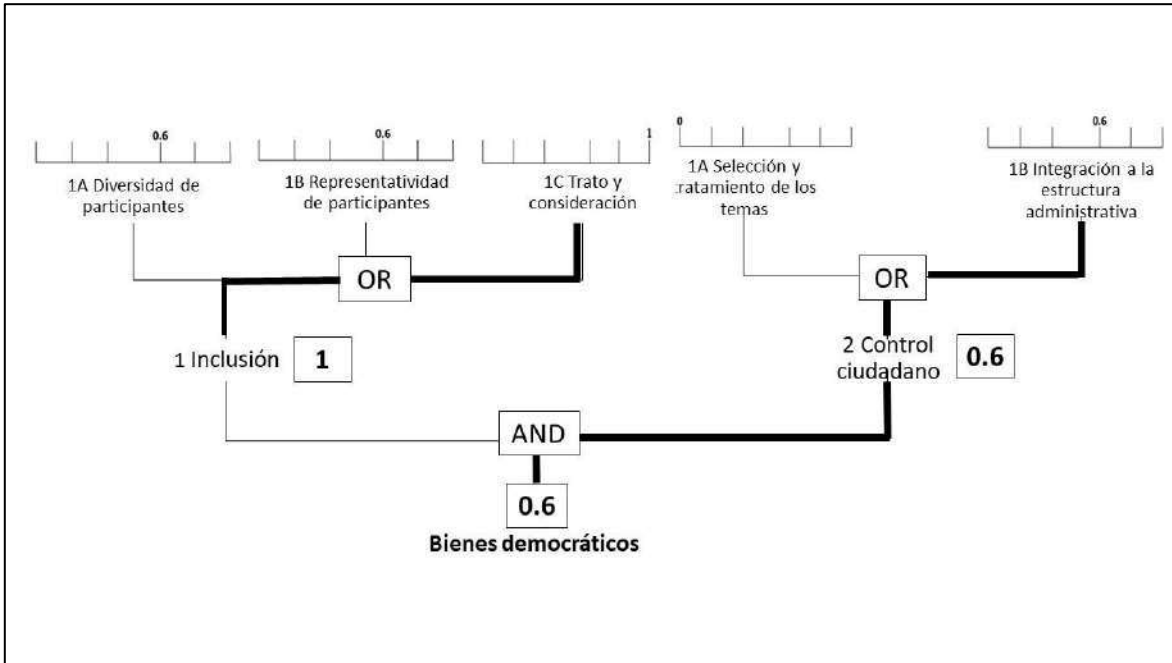 0.6
0.6
1
0
0.6
1A Diversidad de
participantes
1B Representatividad
de participantes
1C Trato y
consideración
1A Selección y
tratamiento de los
temas
1B Integración a la
estructura
administrativa
OR
OR
1 Inclusión
1
2 Control
ciudadano
0.6
AND
0.6
Bienes democráticos